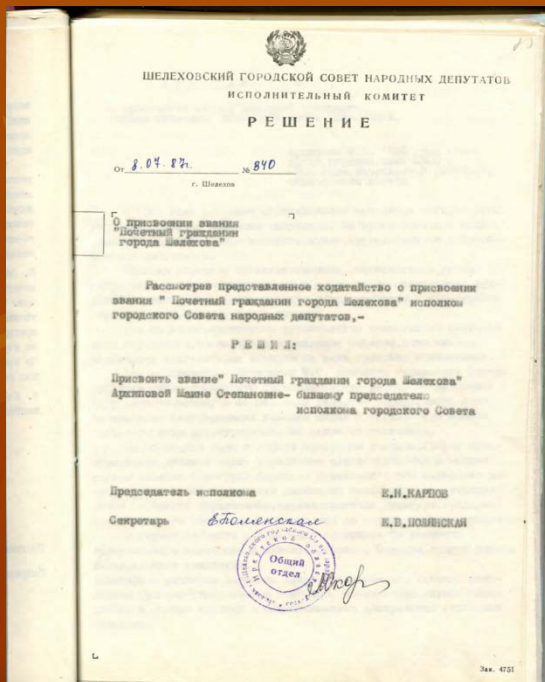 ШЕЛЕХОВСКИЙ ГОРОДСКОЙ СОВЕТ НАРОДНЫХ ДЕПУТАТОВ
ИСПОЛНИТЕЛЬНЫЙ КОМИТЕТ
РЕШЕНИЕ
От 8.07.87г. № 840
г. Шелехов
О присвоении звания
"Почетный гражданин
города Шелехова"
Рассмотрев представленное ходатайство о присвоении
звания " Почетный гражданин города Шелехова" исполком
городского Совета народных депутатов,-
РЕШИЛ:
Присвоить звание" Почетный гражданин города Шелехова"
Архиповой Маине Степановне- бывшему председателю
исполкома городского Совета
Председатель исполкома Е.Н.КАРПОВ
Секретарь Е.В.ПОЛЯНСКАЯ
Общий
отдел
Зак. 4751